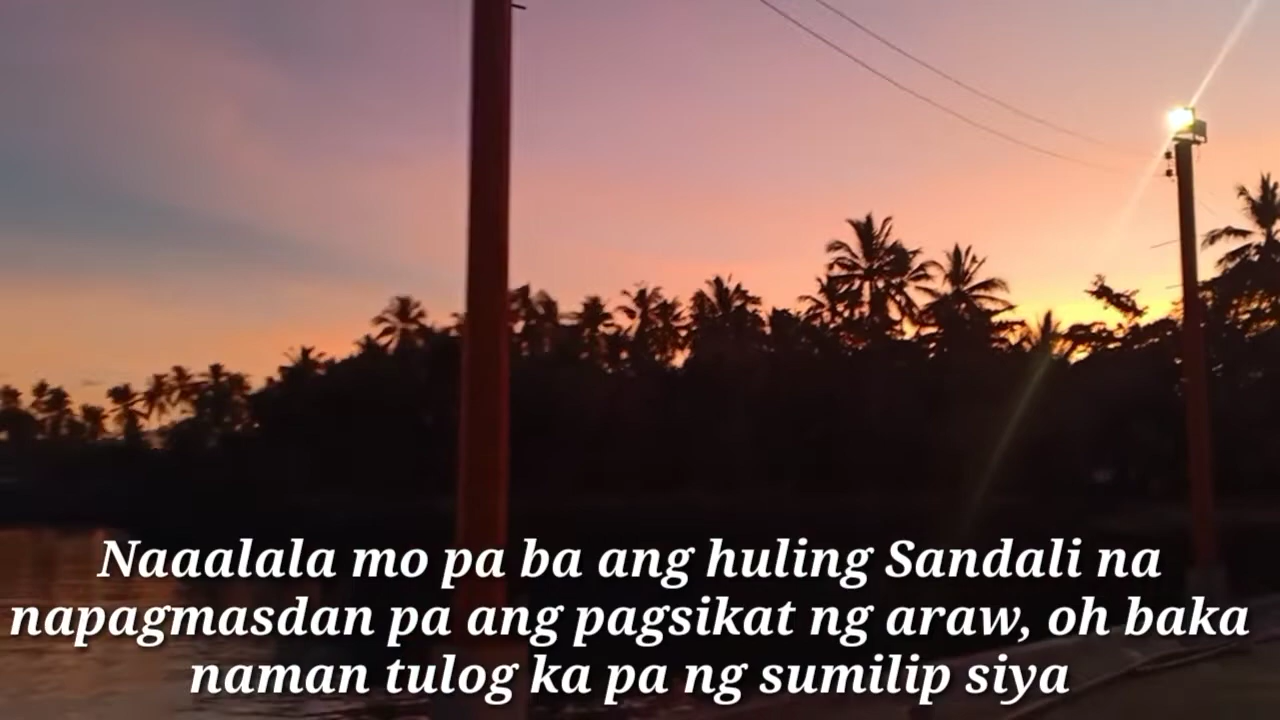 Naaalala mo pa ba ang huling Sandali na
napagmasdan pa ang pagsikat ng araw, oh baka
naman tulog ka pa ng sumilip siya